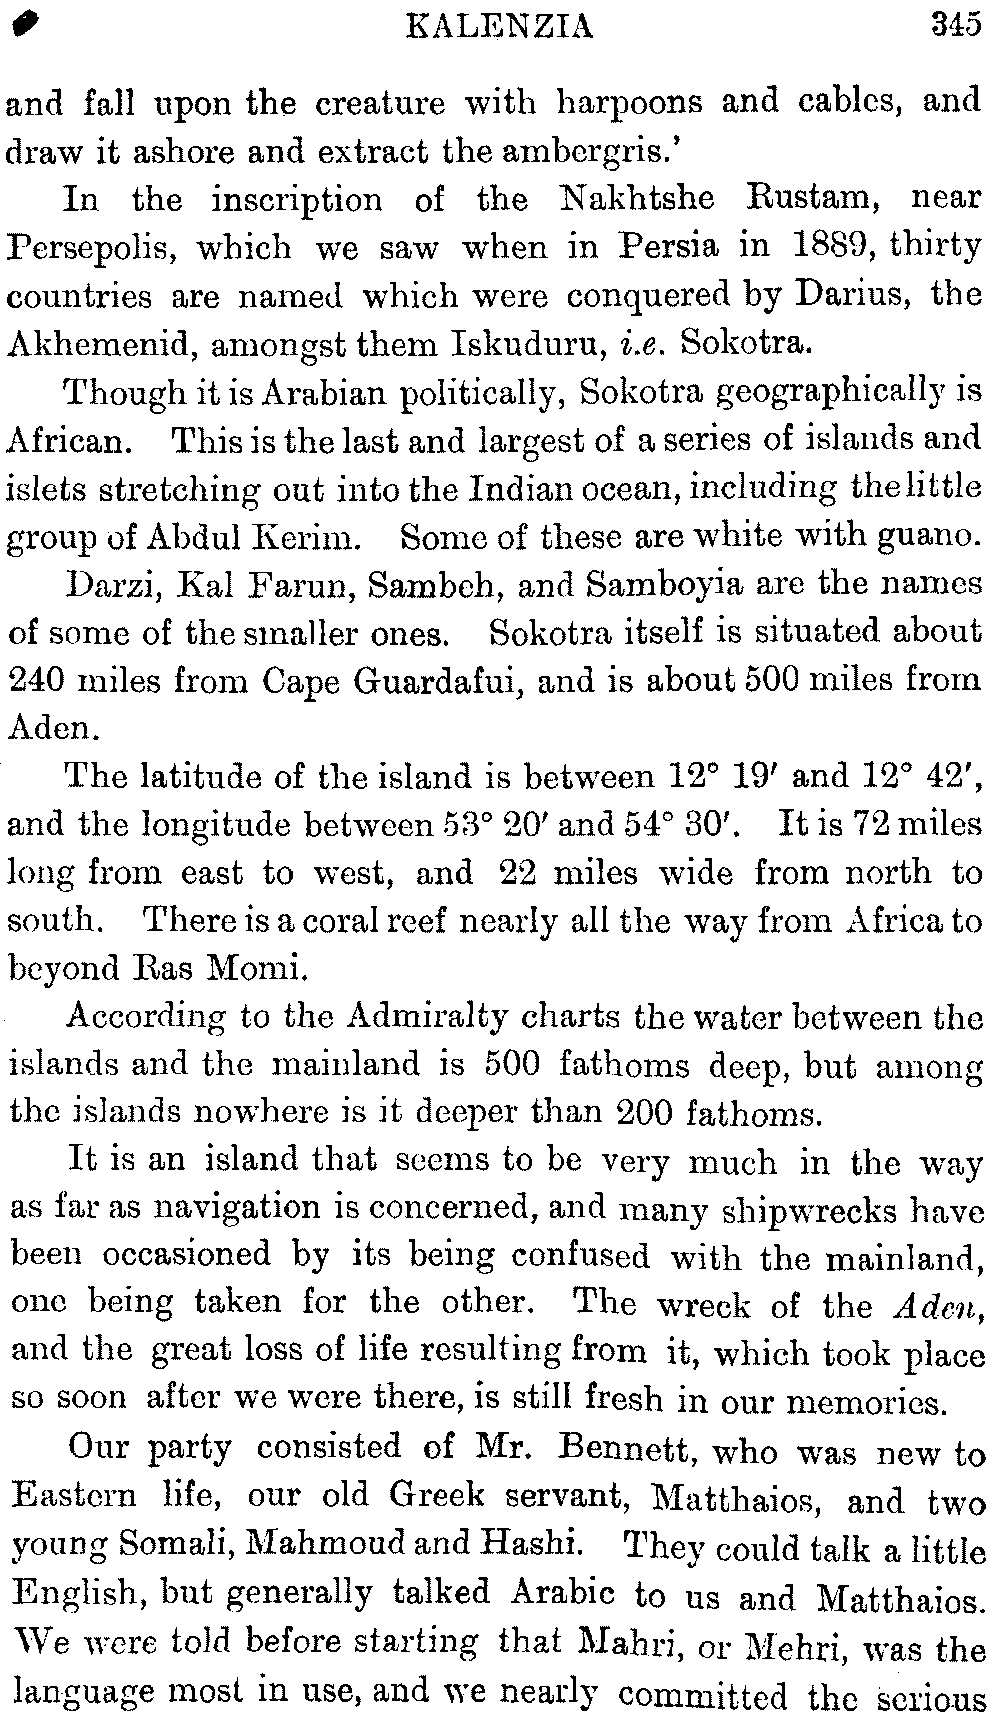 KALENZIA 345
and fall upon the creature with harpoons and cables, and
draw it ashore and extract the ambergris.'
In the inscription of the Nakhtshe Rustam, near
Persepolis, which we saw when in Persia in 1889, thirty
countries are named which were conquered by Darius, the
Akhemenid, amongst them Iskuduru, i.e. Sokotra.
Though it is Arabian politically, Sokotra geographically is
African. This is the last and largest of a series of islands and
islets stretching out into the Indian ocean, including the little
group of Abdul Kerim. Some of these are white with guano.
Darzi, Kal Farun, Sambeh, and Samboyia are the names
of some of the smaller ones. Sokotra itself is situated about
240 miles from Cape Guardafui, and is about 500 miles from
Aden.
The latitude of the island is between 12° 19′ and 12° 42′,
and the longitude between 53° 20′ and 54° 30′. It is 72 miles
long from east to west, and 22 miles wide from north to
south. There is a coral reef nearly all the way from Africa to
beyond Ras Momi.
According to the Admiralty charts the water between the
islands and the mainland is 500 fathoms deep, but among
the islands nowhere is it deeper than 200 fathoms.
It is an island that seems to be very much in the way
as far as navigation is concerned, and many shipwrecks have
been occasioned by its being confused with the mainland,
one being taken for the other. The wreck of the Aden,
and the great loss of life resulting from it, which took place
so soon after we were there, is still fresh in our memories.
Our party consisted of Mr. Bennett, who was new to
Eastern life, our old Greek servant, Matthaios, and two
young Somali, Mahmoud and Hashi. They could talk a little
English, but generally talked Arabic to us and Matthaios.
We were told before starting that Mahri, or Mehri, was the
language most in use, and we nearly committed the serious